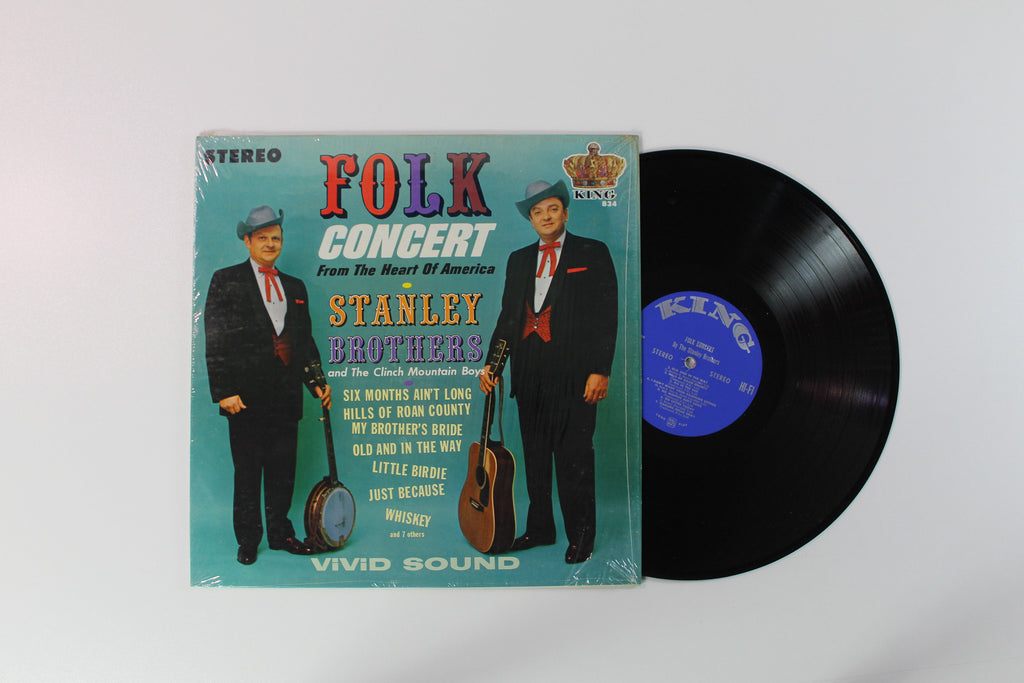 STEREO
FOLK
CONCERT
From The Heart Of America
STANLEY
BROTHERS
and The Clinch Mountain Boys
SIX MONTHS AIN'T LONG
HILLS OF ROAN COUNTY
MY BROTHER'S BRIDE
OLD AND IN THE WAY
LITTLE BIRDIE
JUST BECAUSE
WHISKEY
and 7 others
ViViD SOUND
KING
824
KING
FOLK CONCERT
By The Stanley Brothers
STEREO
STEREO
HI-FI